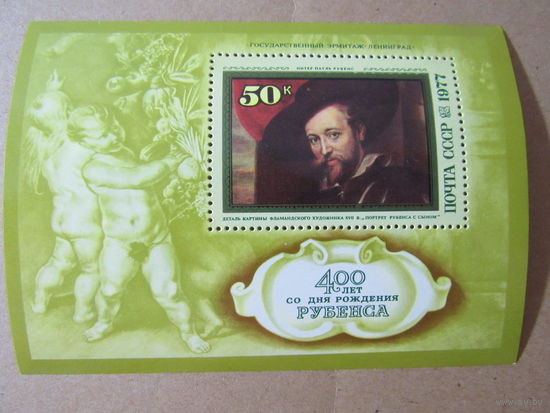 •ГОСУДАРСТВЕННЫЙ ЭРМИТАЖ•ЛЕНИНГРАД•
ПИТЕР ПАУЛЬ РУБЕНС
50 К
ПОЧТА СССР 1977
ДЕТАЛЬ КАРТИНЫ ФЛАМАНДСКОГО ХУДОЖНИКА XVII В. „ПОРТРЕТ РУБЕНСА С СЫНОМ“
400
ЛЕТ
СО ДНЯ РОЖДЕНИЯ
РУБЕНСА